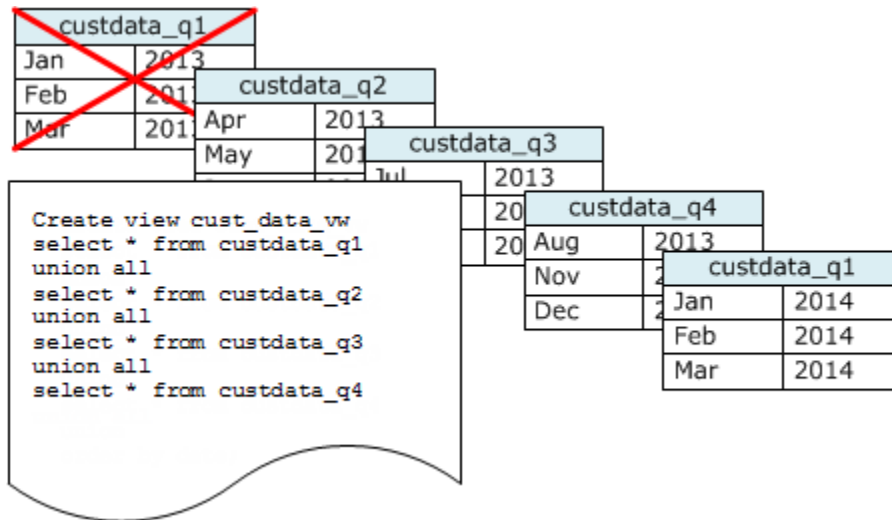 custdata_q1
Jan 2013
Feb
Mar
custdata_q2
Apr 2013
May
custdata_q3
Jul 2013
custdata_q4
Aug 2013
Nov
Dec
custdata_q1
Jan 2014
Feb 2014
Mar 2014
Create view cust_data_vw
select * from custdata_q1
union all
select * from custdata_q2
union all
select * from custdata_q3
union all
select * from custdata_q4